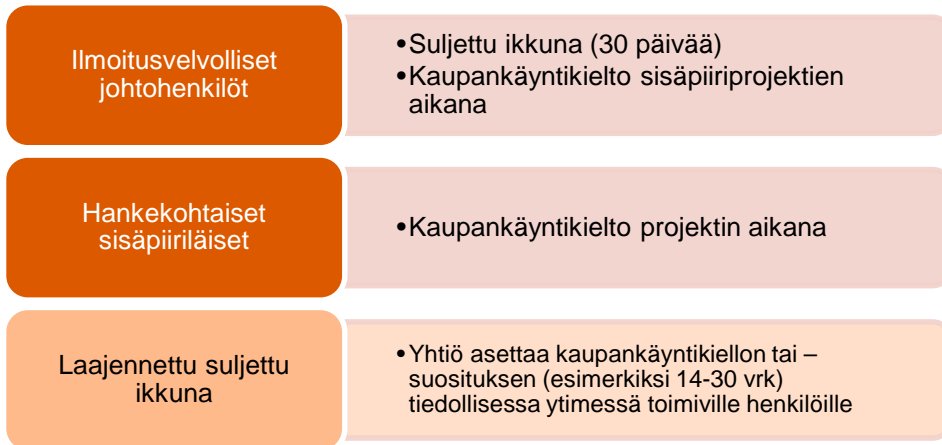 Ilmoitusvelvolliset
johtohenkilöt
•Suljettu ikkuna (30 päivää)
•Kaupankäyntikielto sisäpiiriprojektien
aikana
Hankekohtaiset
sisäpiiriläiset
•Kaupankäyntikielto projektin aikana
Laajennettu suljettu
ikkuna
•Yhtiö asettaa kaupankäyntikiellon tai –
suosituksen (esimerkiksi 14-30 vrk)
tiedollisessa ytimessä toimiville henkilöille